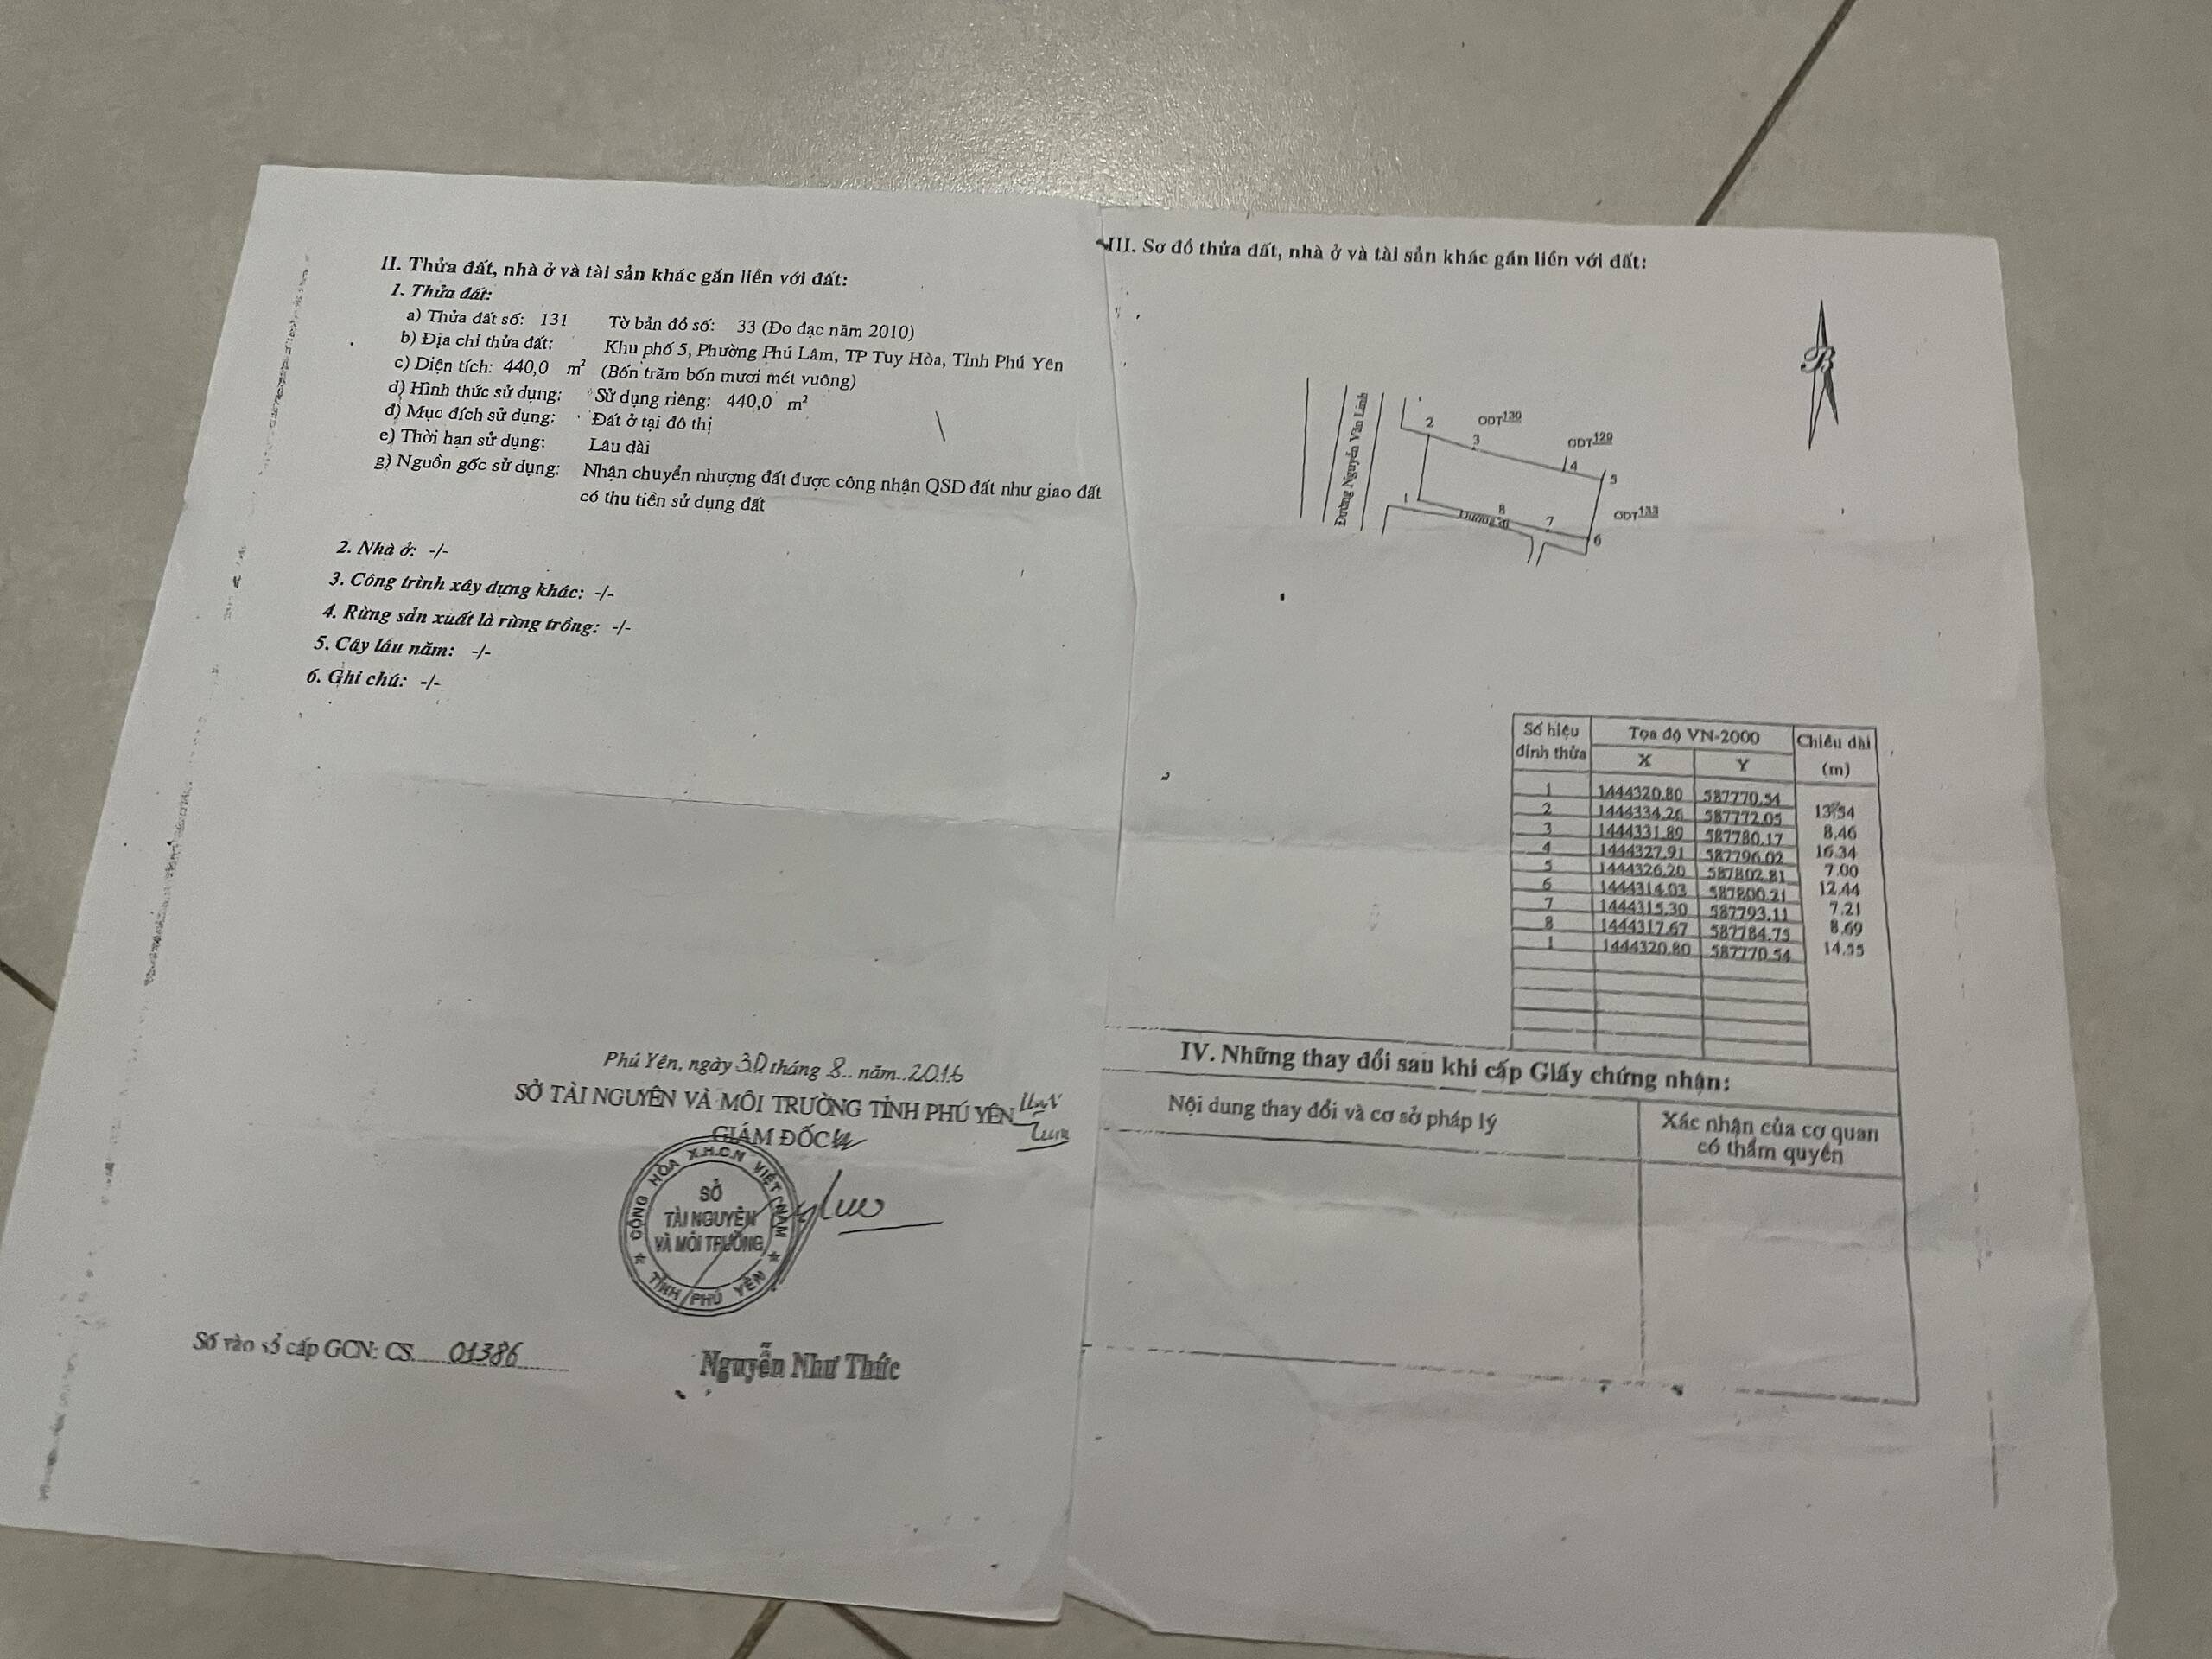 II. Thửa đất, nhà ở và tài sản khác gắn liền với đất:
1. Thửa đất:
a) Thửa đất số: 131 Tờ bản đồ số: 33 (Đo đạc năm 2010)
b) Địa chỉ thửa đất: Khu phố 5, Phường Phú Lâm, TP Tuy Hòa, Tỉnh Phú Yên
c) Diện tích: 440,0 m² (Bốn trăm bốn mươi mét vuông)
d) Hình thức sử dụng: Sử dụng riêng: 440,0 m²
đ) Mục đích sử dụng: Đất ở tại đô thị
e) Thời hạn sử dụng: Lâu dài
g) Nguồn gốc sử dụng: Nhận chuyển nhượng đất được công nhận QSD đất như giao đất
có thu tiền sử dụng đất
2. Nhà ở: -/-
3. Công trình xây dựng khác: -/-
4. Rừng sản xuất là rừng trồng: -/-
5. Cây lâu năm: -/-
6. Ghi chú: -/-
Phú Yên, ngày 30 tháng 8 năm 2016
SỞ TÀI NGUYÊN VÀ MÔI TRƯỜNG TỈNH PHÚ YÊN
GIÁM ĐỐC
CỘNG HÒA X.H.C.N VIỆT NAM
SỞ
TÀI NGUYÊN
VÀ MÔI TRƯỜNG
TỈNH PHÚ YÊN
Số vào sổ cấp GCN: CS 01386
Nguyễn Như Thức
III. Sơ đồ thửa đất, nhà ở và tài sản khác gắn liền với đất:
B
Đường Nguyễn Văn Linh
2 ODT 130
3 ODT 129
4
5
1 8 ODT 133
Đường đi 7
6
Số hiệu đỉnh thửa Tọa độ VN-2000 Chiều dài (m)
X Y
1 1444320.80 587770.54
13.54
2 1444334.26 587772.05
8.46
3 1444331.89 587780.17
16.34
4 1444327.91 587796.02
7.00
5 1444326.20 587802.81
12.44
6 1444314.03 587800.21
7.21
7 1444315.30 587793.11
8.69
8 1444317.67 587784.75
14.55
1 1444320.80 587770.54
IV. Những thay đổi sau khi cấp Giấy chứng nhận:
Nội dung thay đổi và cơ sở pháp lý
Xác nhận của cơ quan
có thẩm quyền